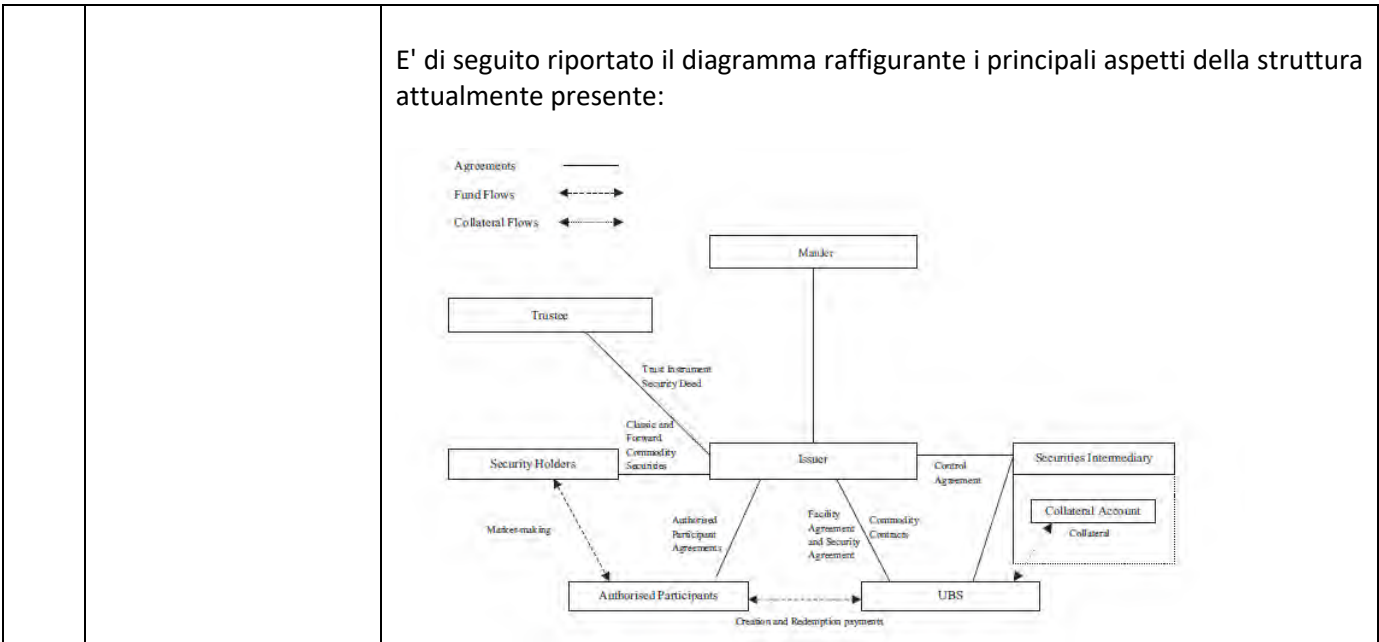 E' di seguito riportato il diagramma raffigurante i principali aspetti della struttura
attualmente presente:
Agreements
Fund Flows
Collateral Flows
Trustee
Trust Instrument
Security Deed
Classic and
Forward
Commodity
Securities
Security Holders
Issuer
Control
Agreement
Securities Intermediary
Collateral Account
Collateral
Market-making
Authorised
Participant
Agreements
Facility
Agreement
and Security
Agreement
Commodity
Contracts
Authorised Participants
UBS
Creation and Redemption payments